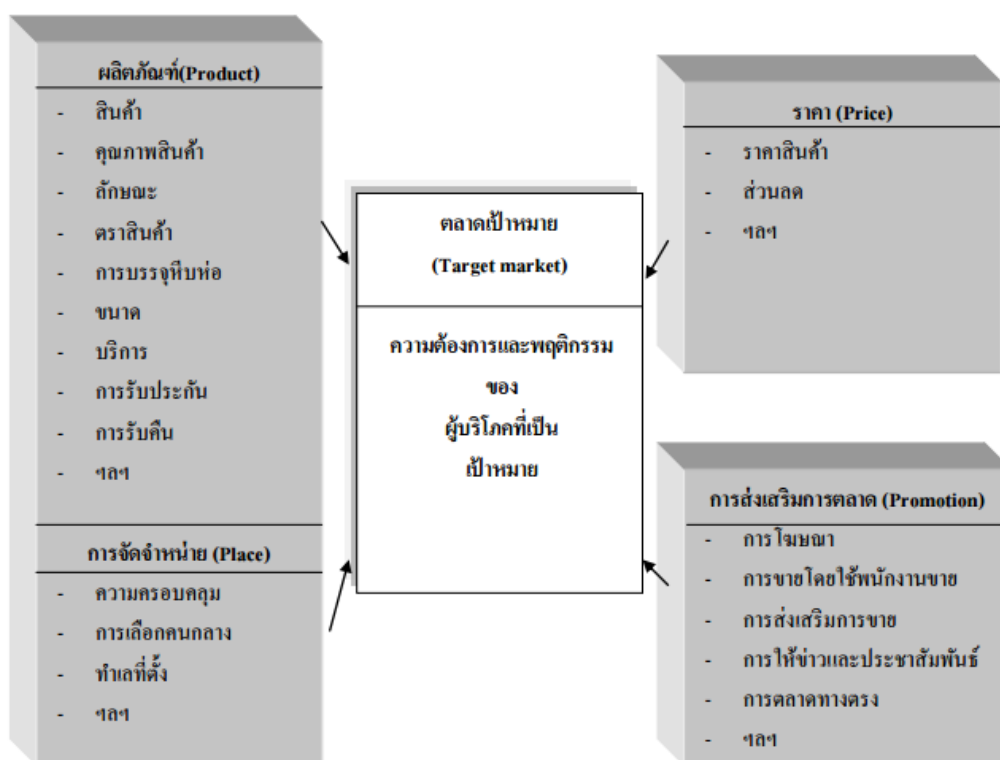 ผลิตภัณฑ์(Product)
- สินค้า
- คุณภาพสินค้า
- ลักษณะ
- ตราสินค้า
- การบรรจุหีบห่อ
- ขนาด
- บริการ
- การรับประกัน
- การรับคืน
- ฯลฯ
การจัดจำหน่าย (Place)
- ความครอบคลุม
- การเลือกคนกลาง
- ทำเลที่ตั้ง
- ฯลฯ
ตลาดเป้าหมาย
(Target market)
ความต้องการและพฤติกรรม
ของ
ผู้บริโภคที่เป็น
เป้าหมาย
ราคา (Price)
- ราคาสินค้า
- ส่วนลด
- ฯลฯ
การส่งเสริมการตลาด (Promotion)
- การโฆษณา
- การขายโดยใช้พนักงานขาย
- การส่งเสริมการขาย
- การให้ข่าวและประชาสัมพันธ์
- การตลาดทางตรง
- ฯลฯ